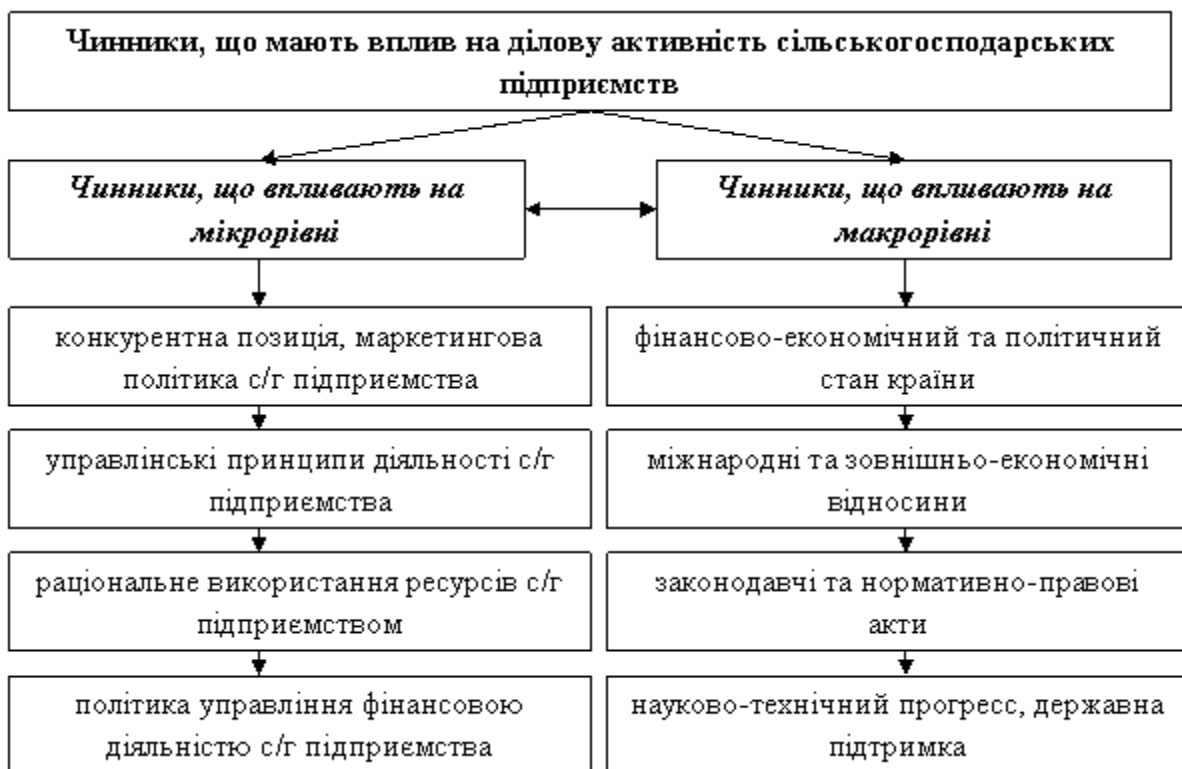 Чинники, що мають вплив на ділову активність сільськогосподарських
підприємств
Чинники, що впливають на
мікрорівні
Чинники, що впливають на
макрорівні
конкурентна позиція, маркетингова
політика с/г підприємства
фінансово-економічний та політичний
стан країни
управлінські принципи діяльності с/г
підприємства
міжнародні та зовнішньо-економічні
відносини
раціональне використання ресурсів с/г
підприємством
законодавчі та нормативно-правові
акти
політика управління фінансовою
діяльністю с/г підприємства
науково-технічний прогресс, державна
підтримка